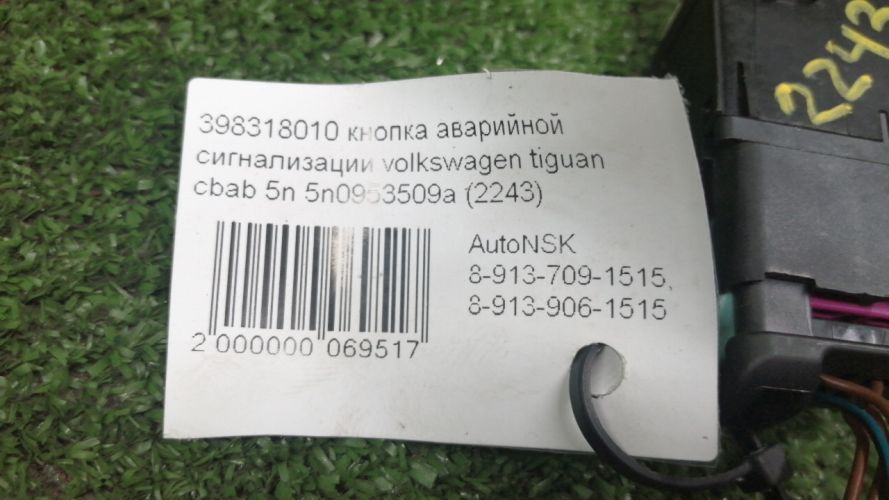 398318010 кнопка аварийной
сигнализации volkswagen tiguan
cbab 5n 5n0953509a (2243)
AutoNSK
8-913-709-1515,
8-913-906-1515
2 000000 069517
2243